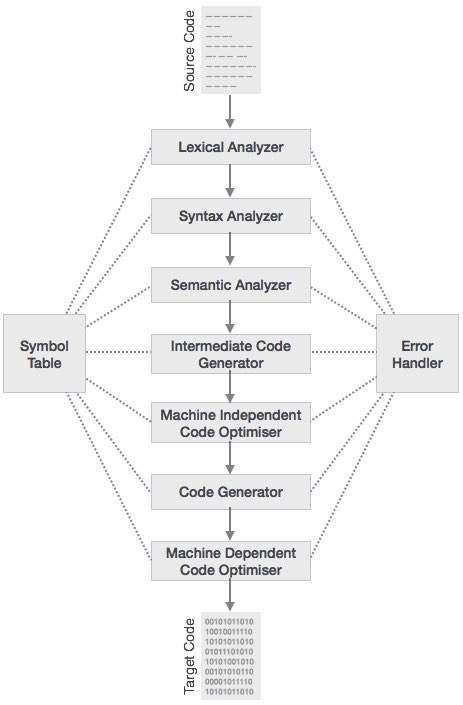 Source Code
Lexical Analyzer
Syntax Analyzer
Semantic Analyzer
Symbol
Table
Intermediate Code
Generator
Error
Handler
Machine Independent
Code Optimiser
Code Generator
Machine Dependent
Code Optimiser
Target Code
00101011010
10010011110
10101011010
01011101010
10101001010
00101010110
00001011110
10101011010